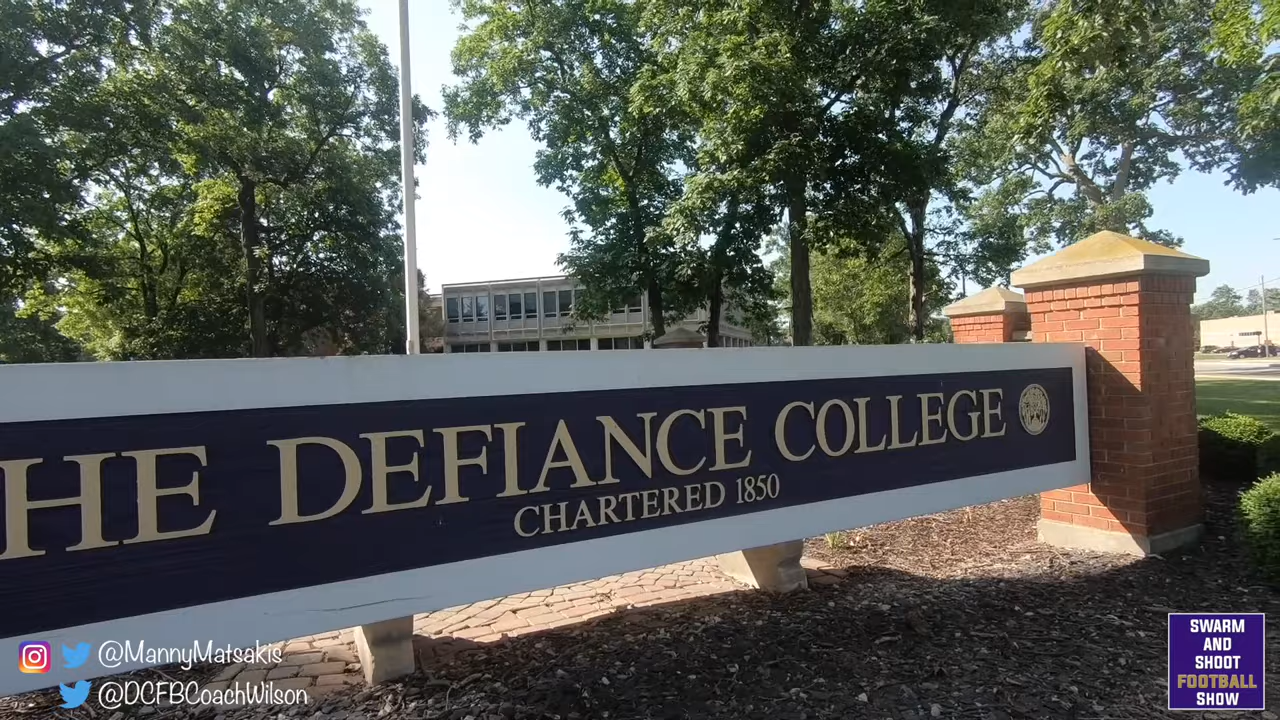 HE DEFIANCE COLLEGE
CHARTERED 1850
@MannyMatsakis
@DCFBCoachWilson
SWARM
AND
SHOOT
FOOTBALL
SHOW